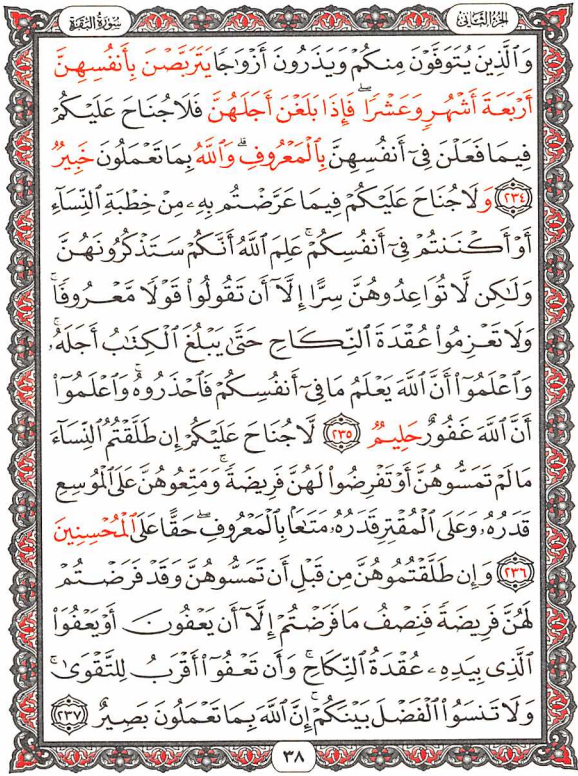 الجزء الثاني
سورة البقرة
وَٱلَّذِينَ يُتَوَفَّوْنَ مِنكُمْ وَيَذَرُونَ أَزْوَٰجًا يَتَرَبَّصْنَ بِأَنفُسِهِنَّ
أَرْبَعَةَ أَشْهُرٍ وَعَشْرًا ۖ فَإِذَا بَلَغْنَ أَجَلَهُنَّ فَلَا جُنَاحَ عَلَيْكُمْ
فِيمَا فَعَلْنَ فِىٓ أَنفُسِهِنَّ بِٱلْمَعْرُوفِ ۗ وَٱللَّهُ بِمَا تَعْمَلُونَ خَبِيرٌ
٢٣٤ وَلَا جُنَاحَ عَلَيْكُمْ فِيمَا عَرَّضْتُم بِهِۦ مِنْ خِطْبَةِ ٱلنِّسَآءِ
أَوْ أَكْنَنتُمْ فِىٓ أَنفُسِكُمْ ۚ عَلِمَ ٱللَّهُ أَنَّكُمْ سَتَذْكُرُونَهُنَّ
وَلَٰكِن لَّا تُوَاعِدُوهُنَّ سِرًّا إِلَّآ أَن تَقُولُوا۟ قَوْلًا مَّعْرُوفًا ۚ
وَلَا تَعْزِمُوا۟ عُقْدَةَ ٱلنِّكَاحِ حَتَّىٰ يَبْلُغَ ٱلْكِتَٰبُ أَجَلَهُۥ ۚ
وَٱعْلَمُوٓا۟ أَنَّ ٱللَّهَ يَعْلَمُ مَا فِىٓ أَنفُسِكُمْ فَٱحْذَرُوهُ ۚ وَٱعْلَمُوٓا۟
أَنَّ ٱللَّهَ غَفُورٌ حَلِيمٌ ٢٣٥ لَّا جُنَاحَ عَلَيْكُمْ إِن طَلَّقْتُمُ ٱلنِّسَآءَ
مَا لَمْ تَمَسُّوهُنَّ أَوْ تَفْرِضُوا۟ لَهُنَّ فَرِيضَةً ۚ وَمَتِّعُوهُنَّ عَلَى ٱلْمُوسِعِ
قَدَرُهُۥ وَعَلَى ٱلْمُقْتِرِ قَدَرُهُۥ مَتَٰعًۢا بِٱلْمَعْرُوفِ ۖ حَقًّا عَلَى ٱلْمُحْسِنِينَ
٢٣٦ وَإِن طَلَّقْتُمُوهُنَّ مِن قَبْلِ أَن تَمَسُّوهُنَّ وَقَدْ فَرَضْتُمْ
لَهُنَّ فَرِيضَةً فَنِصْفُ مَا فَرَضْتُمْ إِلَّآ أَن يَعْفُونَ أَوْ يَعْفُوَا۟
ٱلَّذِى بِيَدِهِۦ عُقْدَةُ ٱلنِّكَاحِ ۚ وَأَن تَعْفُوٓا۟ أَقْرَبُ لِلتَّقْوَىٰ ۚ
وَلَا تَنسَوُا۟ ٱلْفَضْلَ بَيْنَكُمْ ۚ إِنَّ ٱللَّهَ بِمَا تَعْمَلُونَ بَصِيرٌ ٢٣٧
٣٨